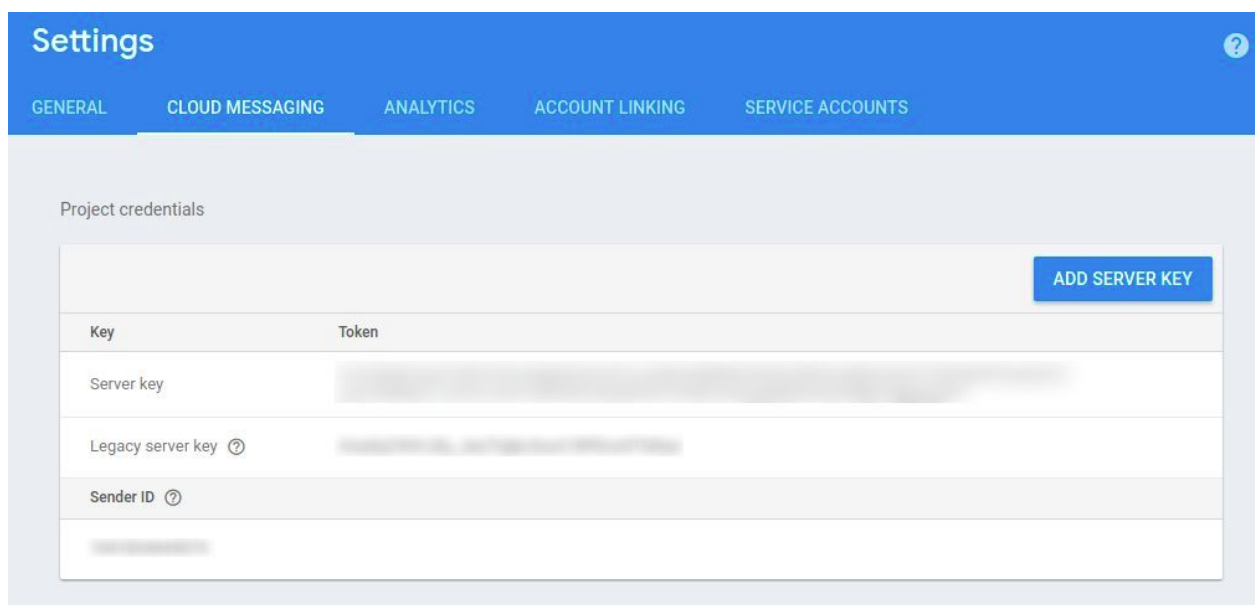 Settings
GENERAL CLOUD MESSAGING ANALYTICS ACCOUNT LINKING SERVICE ACCOUNTS
Project credentials
ADD SERVER KEY
Key Token
Server key
Legacy server key ?
Sender ID ?